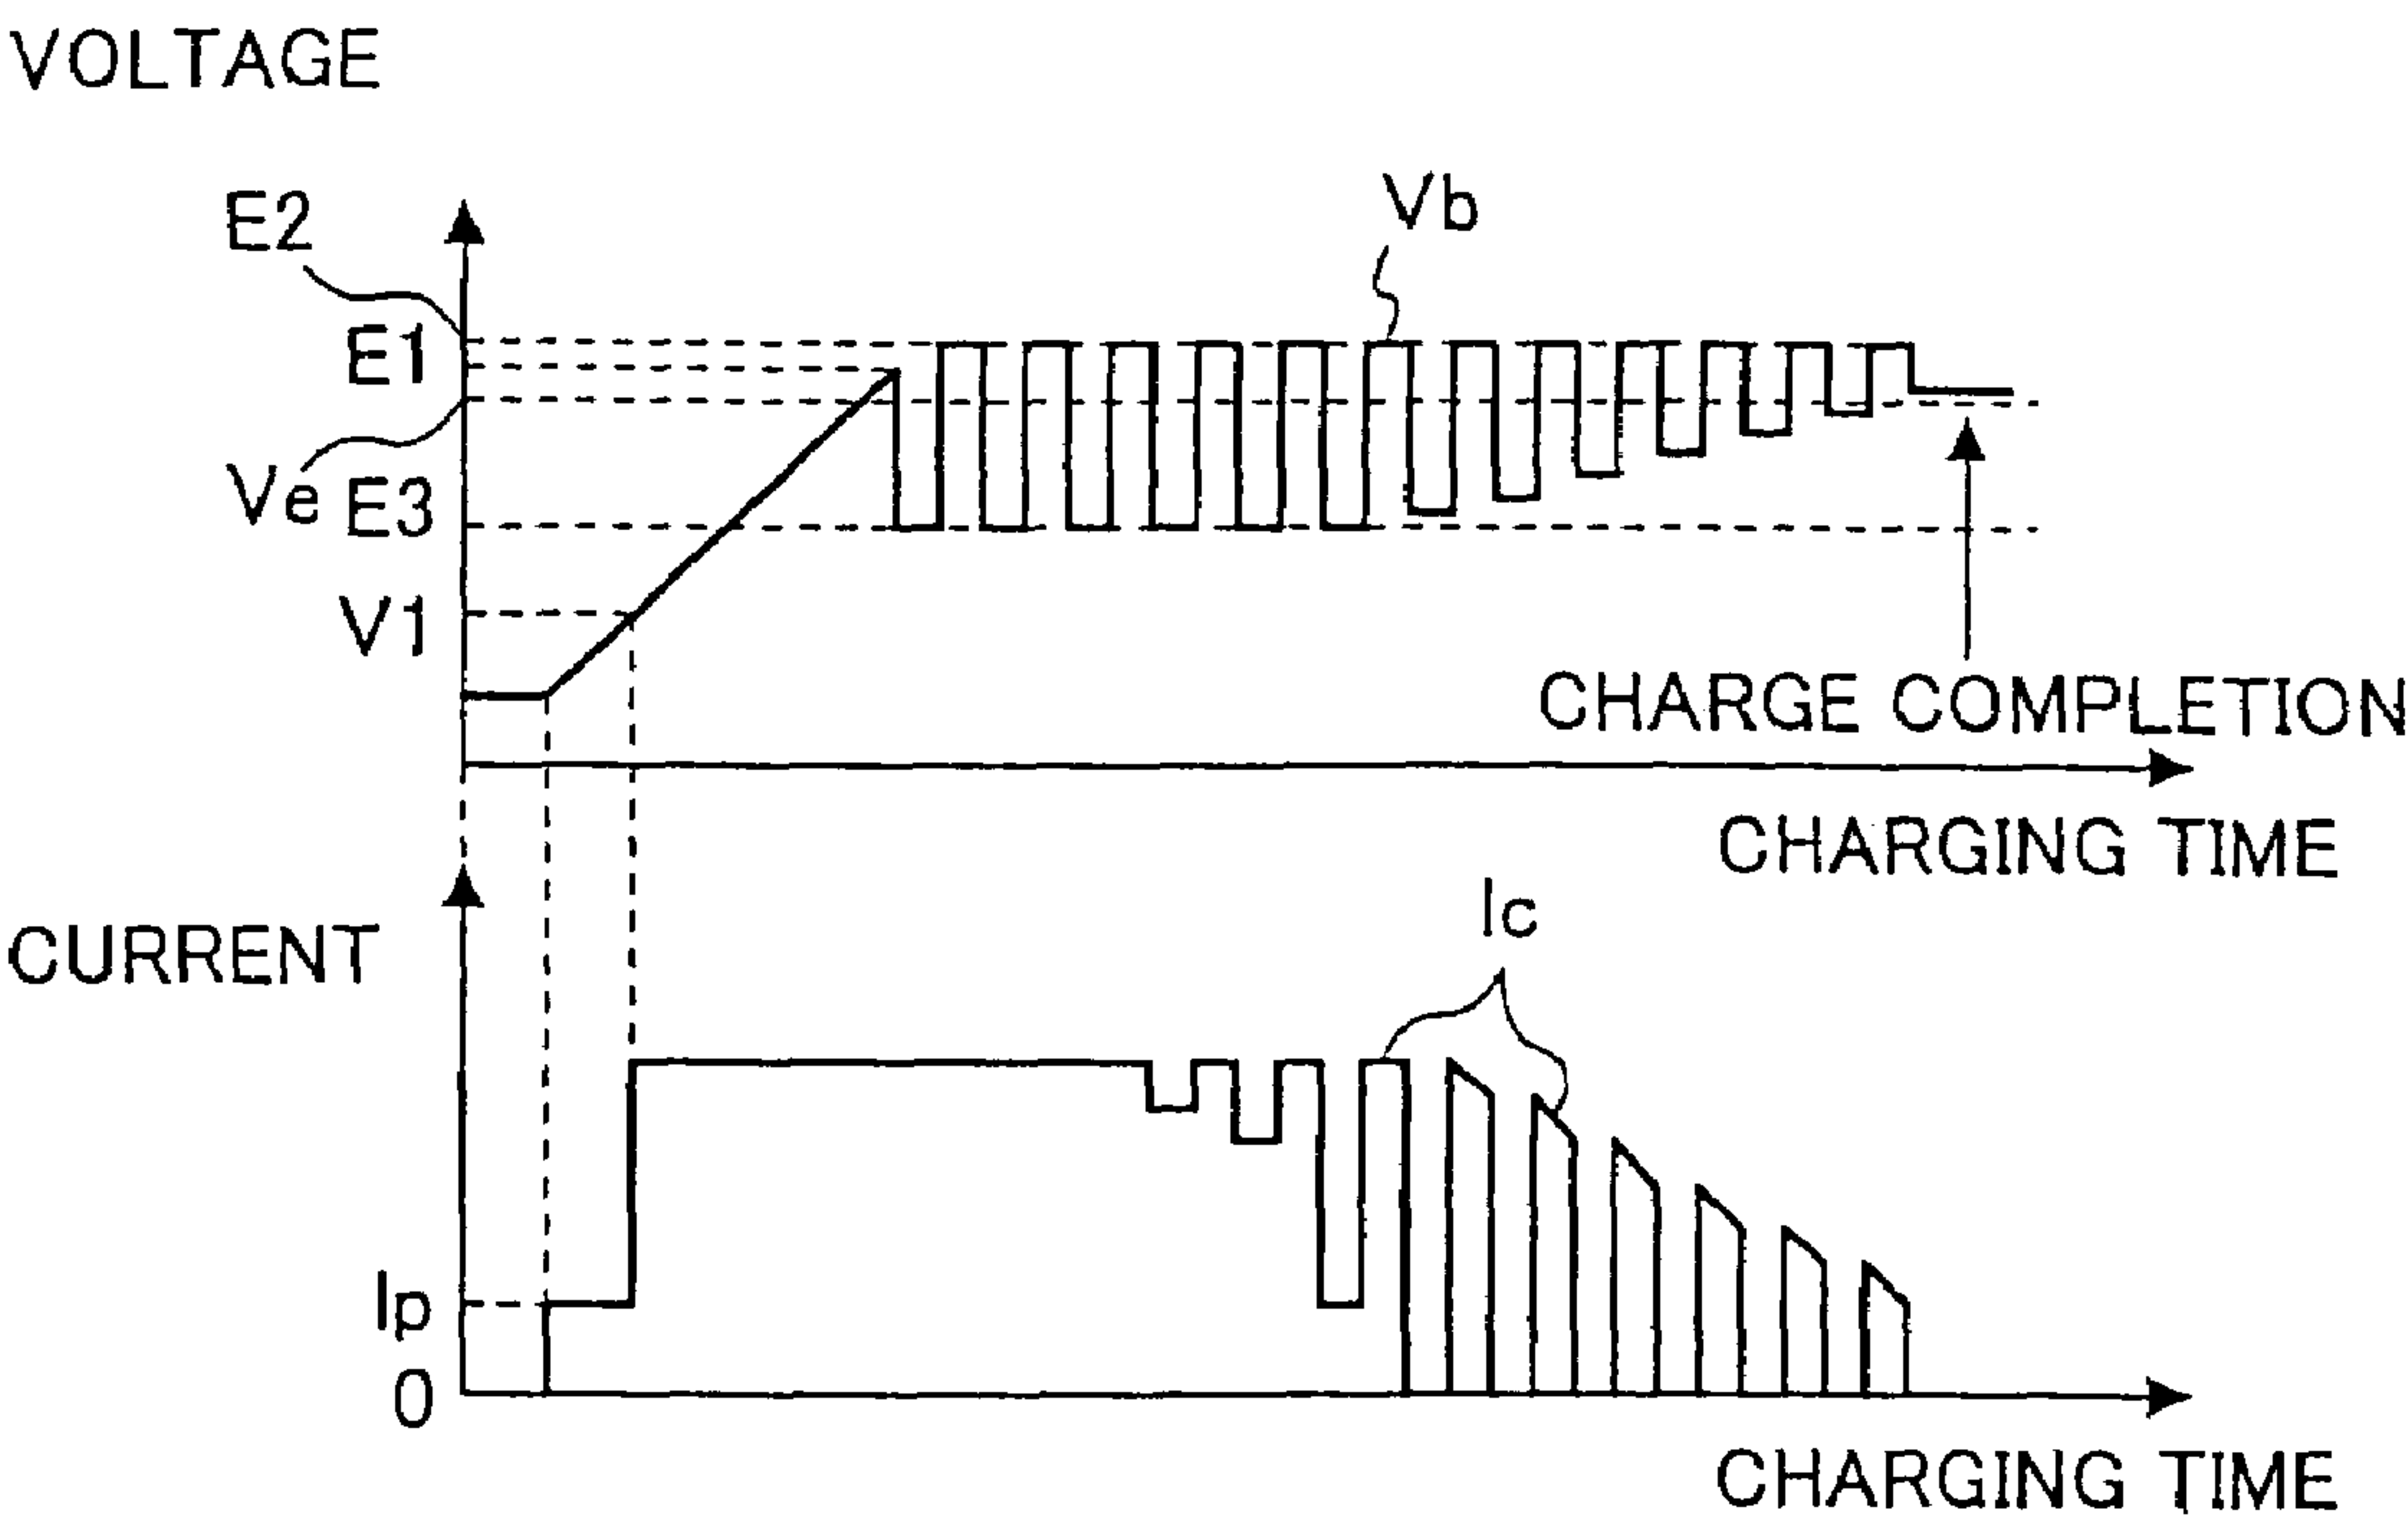 VOLTAGE
E2
Vb
E1
Ve
E3
V1
CHARGE COMPLETION
CHARGING TIME
CURRENT
Ic
Ip
0
CHARGING TIME